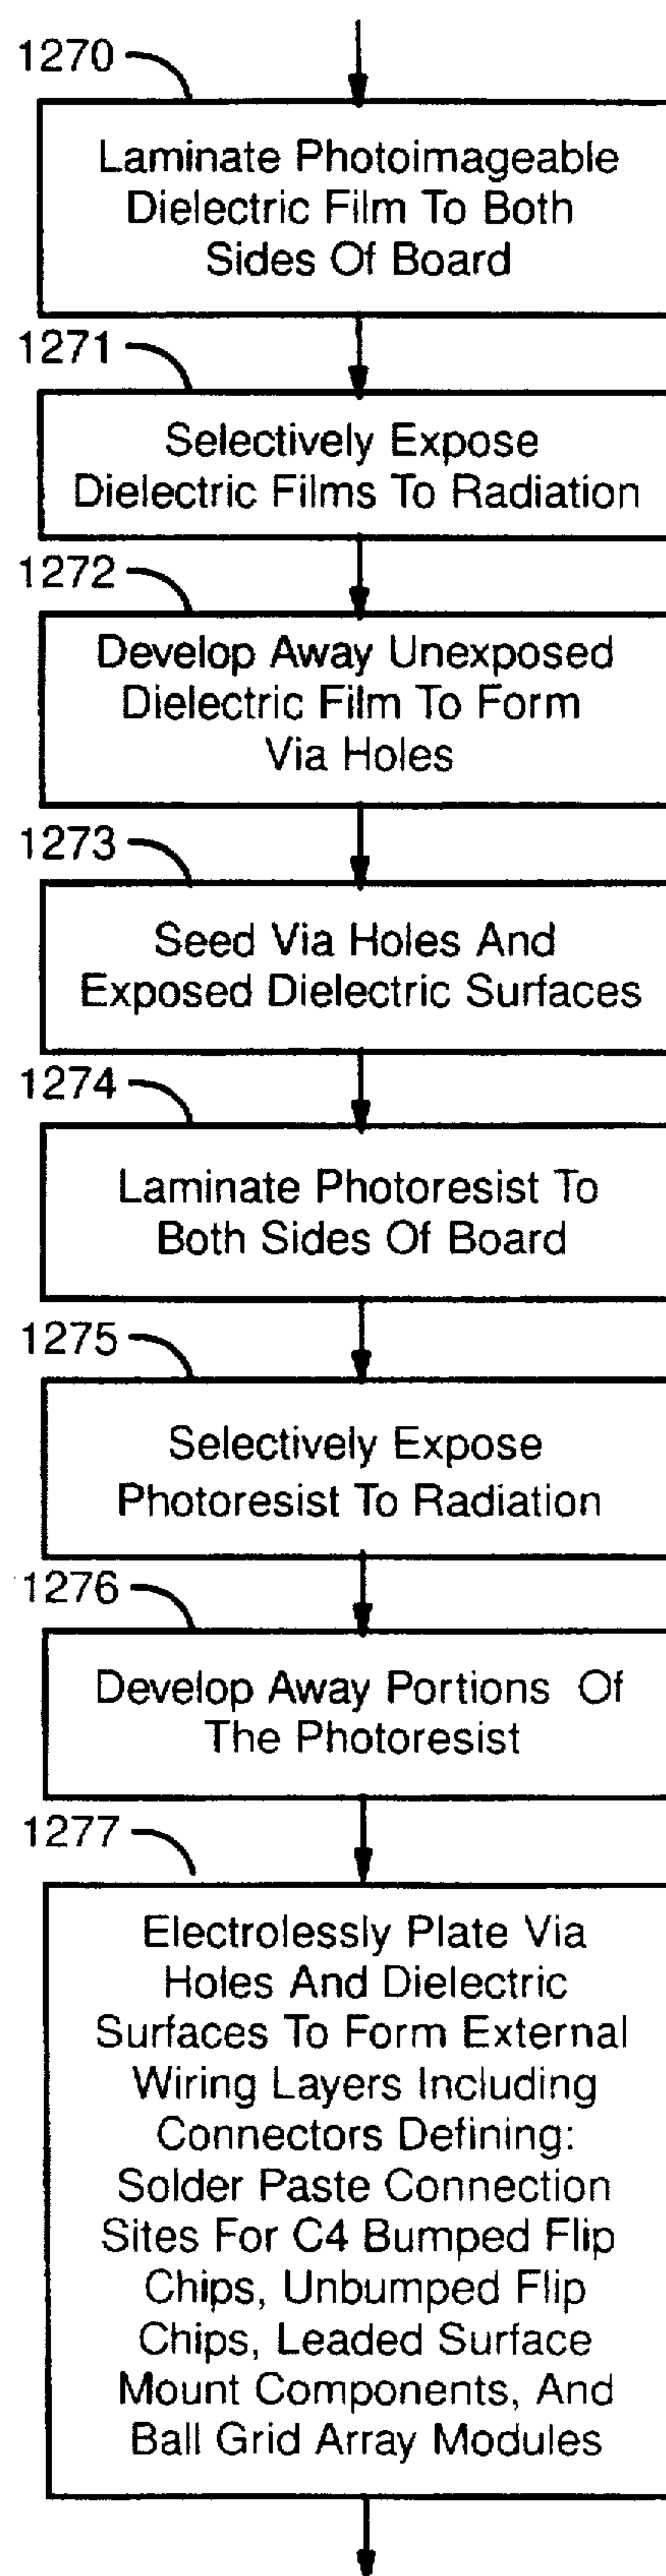 1270
Laminate Photoimageable
Dielectric Film To Both
Sides Of Board
1271
Selectively Expose
Dielectric Films To Radiation
1272
Develop Away Unexposed
Dielectric Film To Form
Via Holes
1273
Seed Via Holes And
Exposed Dielectric Surfaces
1274
Laminate Photoresist To
Both Sides Of Board
1275
Selectively Expose
Photoresist To Radiation
1276
Develop Away Portions Of
The Photoresist
1277
Electrolessly Plate Via
Holes And Dielectric
Surfaces To Form External
Wiring Layers Including
Connectors Defining:
Solder Paste Connection
Sites For C4 Bumped Flip
Chips, Unbumped Flip
Chips, Leaded Surface
Mount Components, And
Ball Grid Array Modules